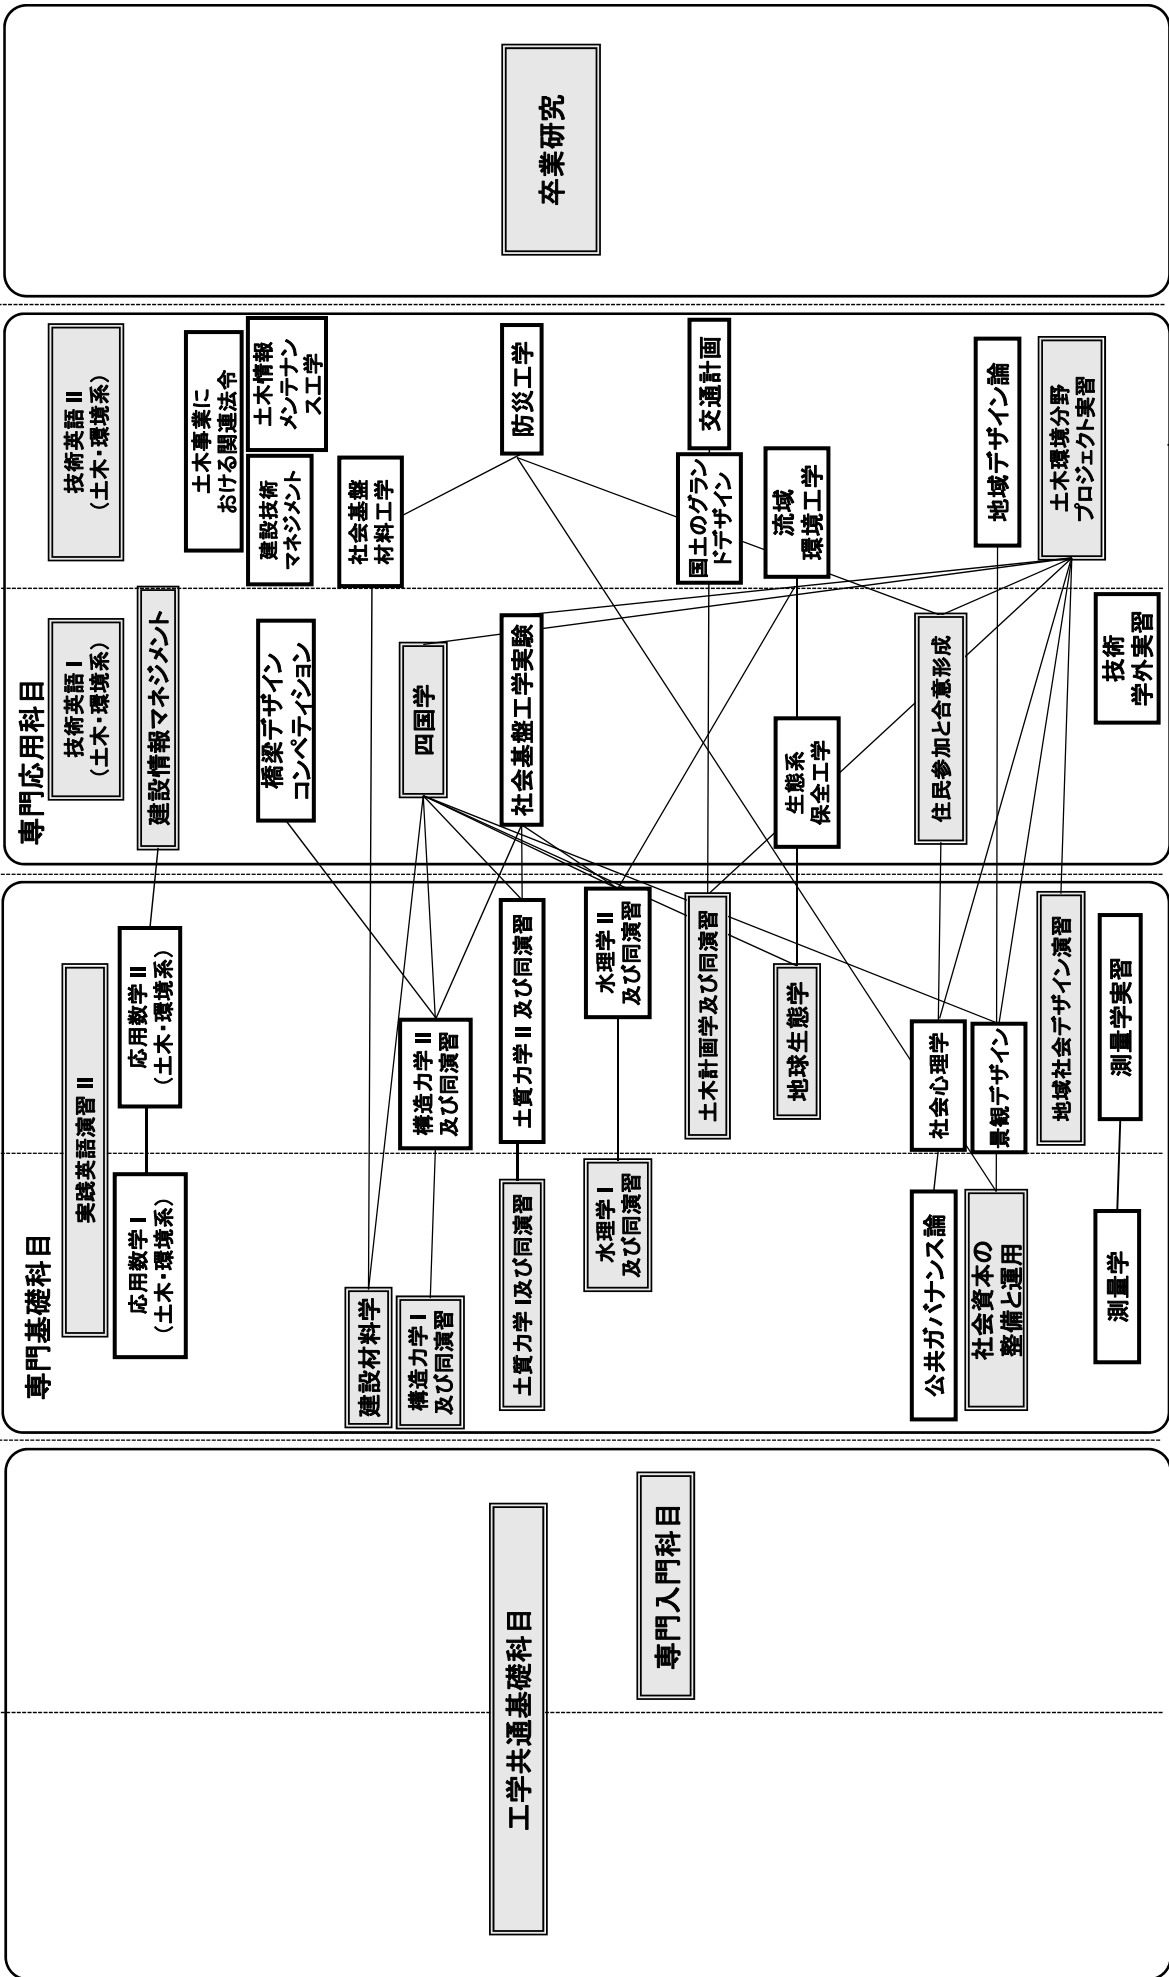 工学共通基礎科目
専門入門科目
専門基礎科目
実践英語演習Ⅱ
応用数学Ⅰ
(土木・環境系)
応用数学Ⅱ
(土木・環境系)
建設材料学
構造力学Ⅰ
及び同演習
構造力学Ⅱ
及び同演習
土質力学Ⅰ及び同演習
土質力学Ⅱ及び同演習
水理学Ⅰ
及び同演習
水理学Ⅱ
及び同演習
土木計画学及び同演習
地球生態学
公共ガバナンス論
社会心理学
社会資本の
整備と運用
景観デザイン
地域社会デザイン演習
測量学
測量学実習
専門応用科目
技術英語Ⅰ
(土木・環境系)
技術英語Ⅱ
(土木・環境系)
建設情報マネジメント
土木事業に
おける関連法令
橋梁デザイン
コンペティション
建設技術
マネジメント
土木情報
メンテナン
ス工学
社会基盤
材料工学
四国学
社会基盤工学実験
防災工学
国土のグラン
ドデザイン
交通計画
生態系
保全工学
流域
環境工学
住民参加と合意形成
地域デザイン論
土木環境分野
プロジェクト実習
技術
学外実習
卒業研究